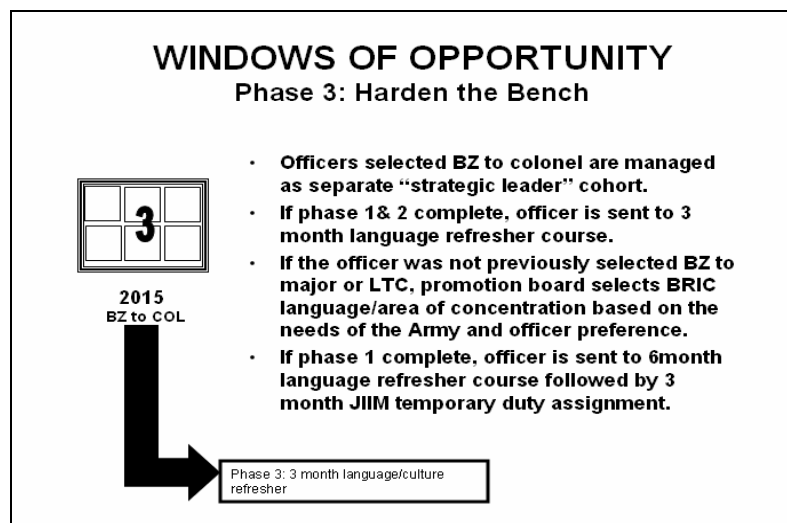 WINDOWS OF OPPORTUNITY
Phase 3: Harden the Bench
• Officers selected BZ to colonel are managed
as separate “strategic leader” cohort.
• If phase 1& 2 complete, officer is sent to 3
month language refresher course.
• If the officer was not previously selected BZ to
major or LTC, promotion board selects BRIC
language/area of concentration based on the
needs of the Army and officer preference.
• If phase 1 complete, officer is sent to 6month
language refresher course followed by 3
month JIIM temporary duty assignment.
3
2015
BZ to COL
Phase 3: 3 month language/culture
refresher